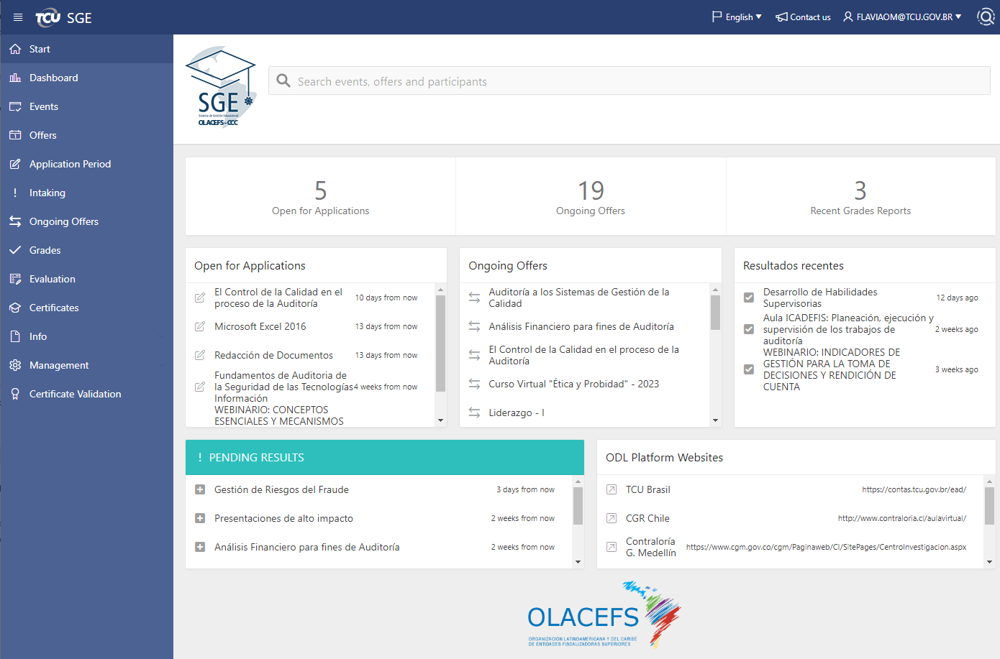 TCU SGE
English
Contact us
FLAVIAOM@TCU.GOV.BR
Start
Dashboard
Events
Offers
Application Period
Intaking
Ongoing Offers
Grades
Evaluation
Certificates
Info
Management
Certificate Validation
SGE
Sistema de Gestión Educacional
OLACEFS - CCC
Search events, offers and participants
5
Open for Applications
19
Ongoing Offers
3
Recent Grades Reports
Open for Applications
El Control de la Calidad en el
proceso de la Auditoría
10 days from now
Microsoft Excel 2016
13 days from now
Redacción de Documentos
13 days from now
Fundamentos de Auditoria de
la Seguridad de las Tecnologías
Información
4 weeks from now
WEBINARIO: CONCEPTOS
ESENCIALES Y MECANISMOS
Ongoing Offers
Auditoría a los Sistemas de Gestión de la
Calidad
Análisis Financiero para fines de Auditoría
El Control de la Calidad en el proceso de la
Auditoría
Curso Virtual "Ética y Probidad" - 2023
Liderazgo - I
Resultados recentes
Desarrollo de Habilidades
Supervisorias
12 days ago
Aula ICADEFIS: Planeación, ejecución y
supervisión de los trabajos de
auditoría
2 weeks ago
WEBINARIO: INDICADORES DE
GESTIÓN PARA LA TOMA DE
DECISIONES Y RENDICIÓN DE
CUENTA
3 weeks ago
! PENDING RESULTS
Gestión de Riesgos del Fraude
3 days from now
Presentaciones de alto impacto
2 weeks from now
Análisis Financiero para fines de Auditoría
2 weeks from now
ODL Platform Websites
TCU Brasil
https://contas.tcu.gov.br/ead/
CGR Chile
http://www.contraloria.cl/aulavirtual/
Contraloría
G. Medellín
https://www.cgm.gov.co/cgm/Paginaweb/CI/SitePages/CentroInvestigacion.aspx
OLACEFS
ORGANIZACIÓN LATINOAMERICANA Y DEL CARIBE
DE ENTIDADES FISCALIZADORAS SUPERIORES